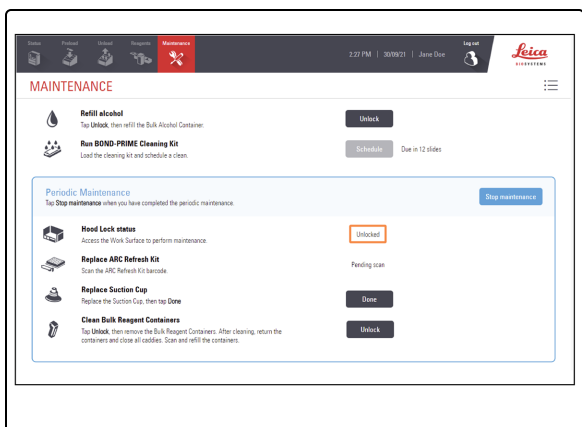 Status Preload Unload Reagents Maintenance
2:27 PM | 30/09/21 | Jane Doe
Log out
Leica
BIOSYSTEMS
MAINTENANCE
Refill alcohol
Tap Unlock, then refill the Bulk Alcohol Container.
Unlock
Run BOND-PRIME Cleaning Kit
Load the cleaning kit and schedule a clean.
Schedule Due in 12 slides
Periodic Maintenance
Tap Stop maintenance when you have completed the periodic maintenance.
Stop maintenance
Hood Lock status
Access the Work Surface to perform maintenance.
Unlocked
Replace ARC Refresh Kit
Scan the ARC Refresh Kit barcode.
Pending scan
Replace Suction Cup
Replace the Suction Cup, then tap Done
Done
Clean Bulk Reagent Containers
Tap Unlock, then remove the Bulk Reagent Containers. After cleaning, return the
containers and close all caddies. Scan and refill the containers.
Unlock